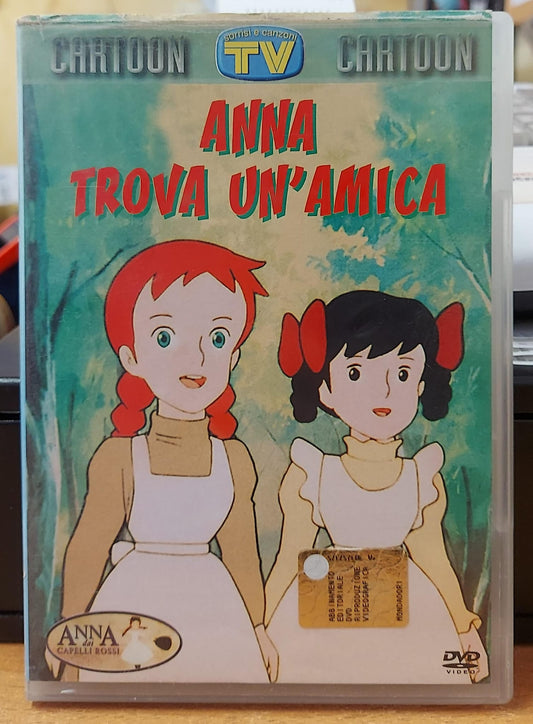 CARTOON
sorrisi e canzoni
TV
CARTOON
ANNA
TROVA UN'AMICA
ABBINAMENTO
EDITORIALE
DVD
RIPRODUZIONE
VIDEOGRAFICA
MONDADORI
ANNA
dai
CAPELLI ROSSI
DVD
VIDEO